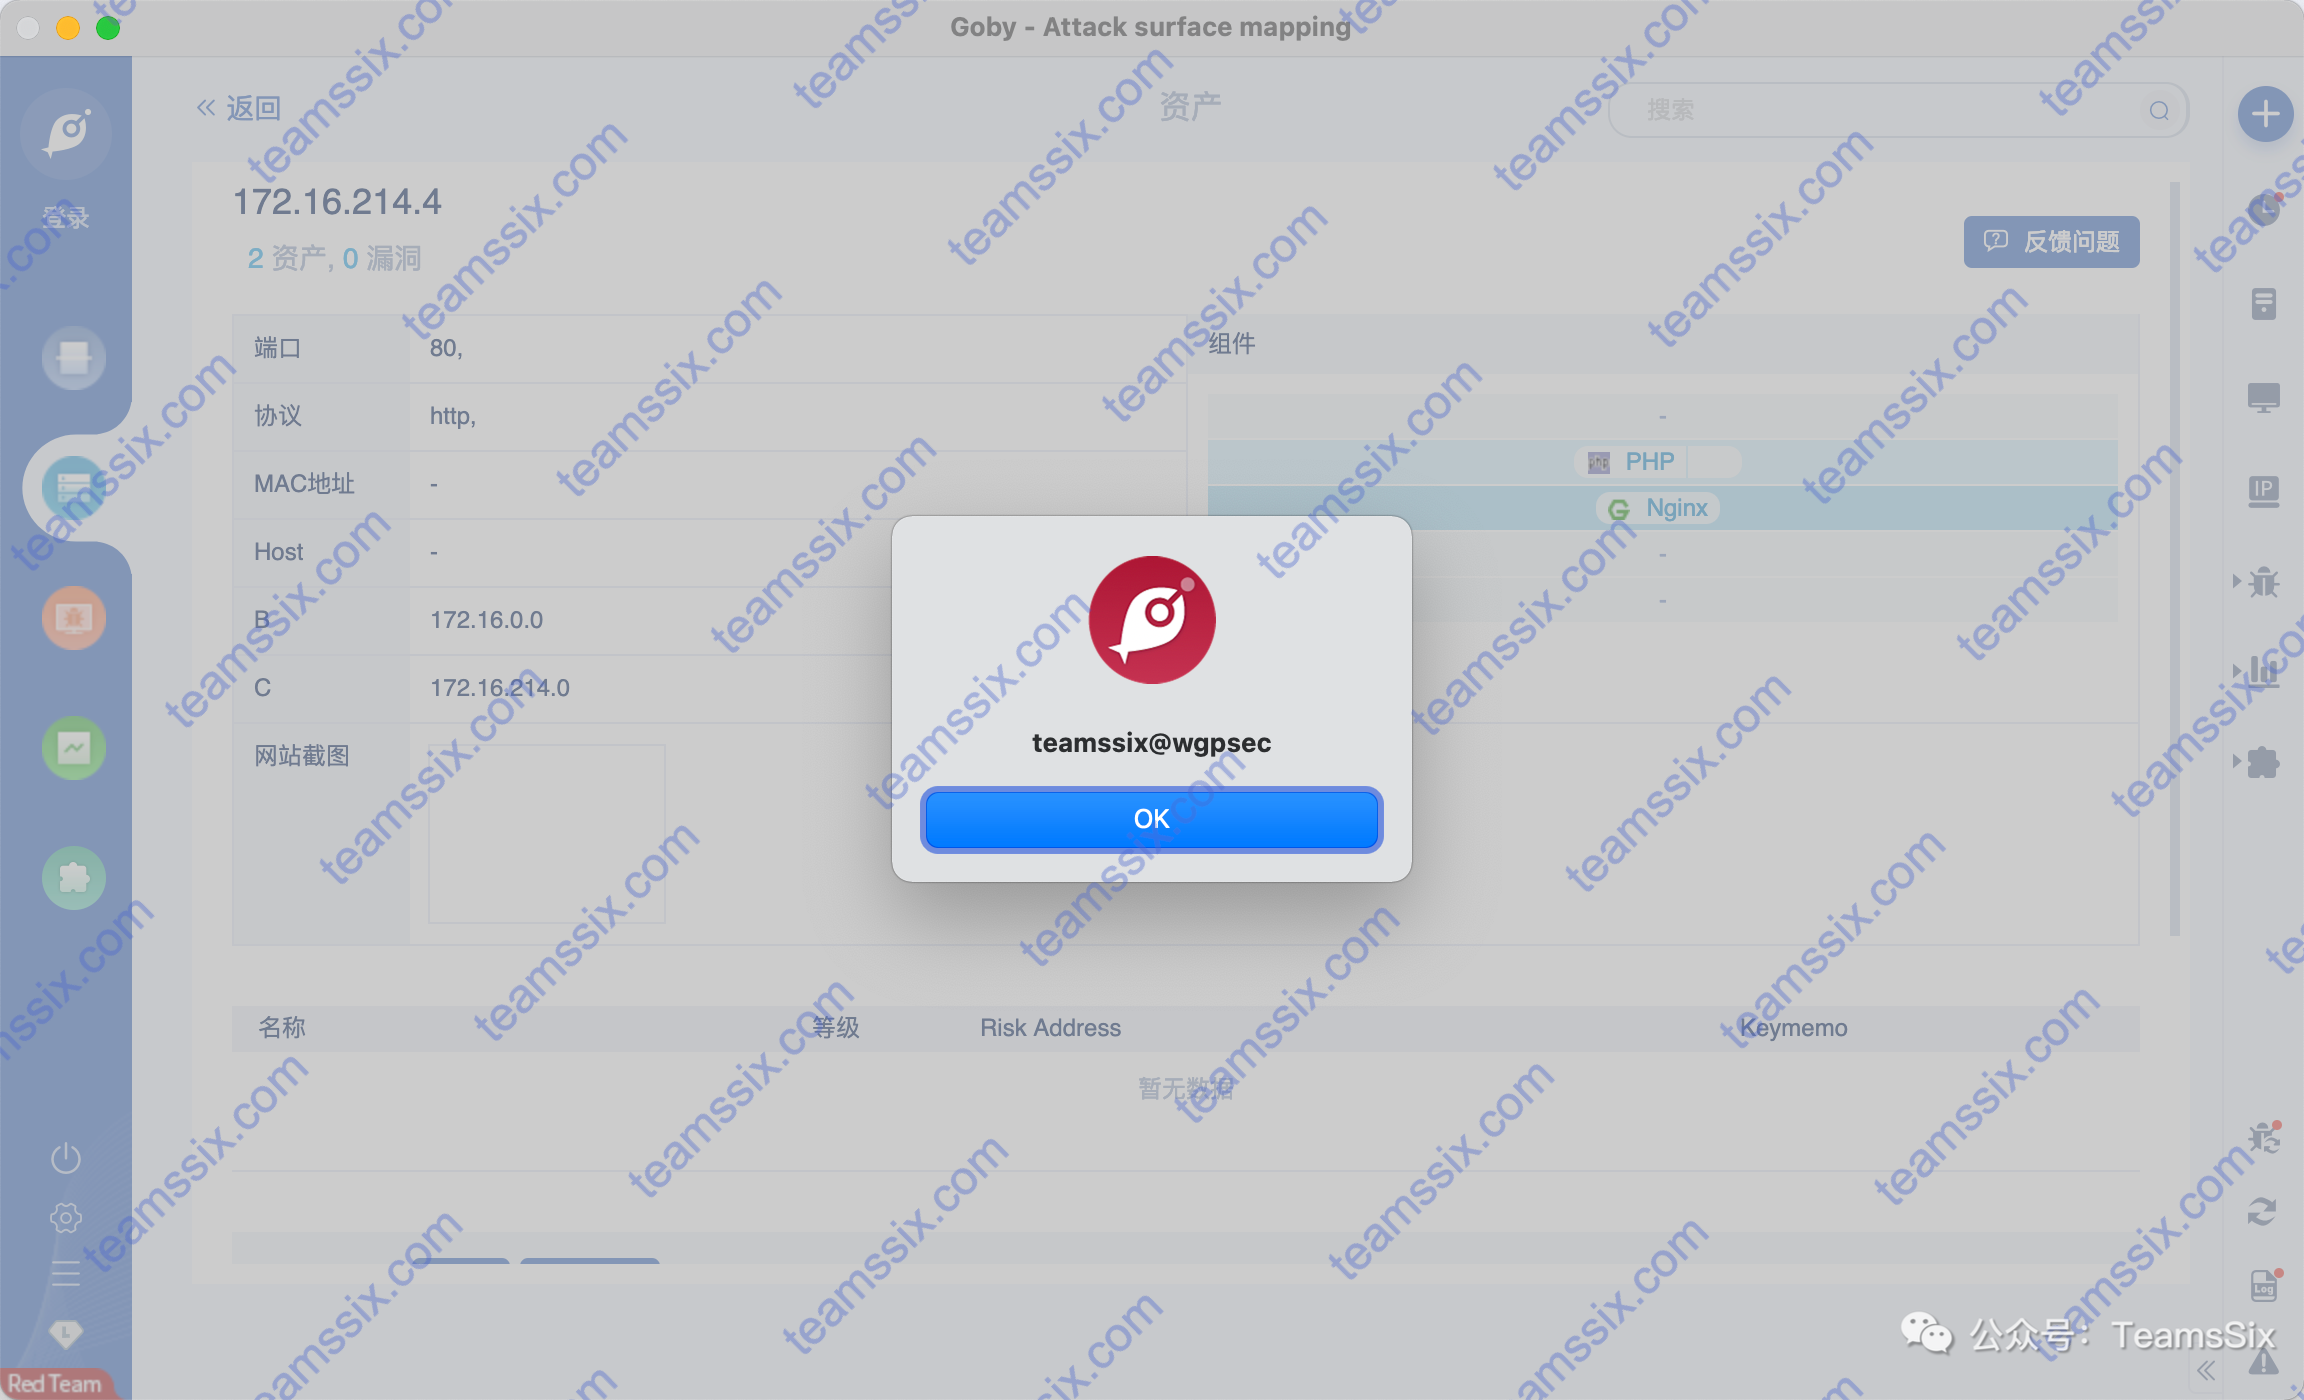 Goby - Attack surface mapping
« 返回
资产
搜索
登录
172.16.214.4
2 资产, 0 漏洞
反馈问题
端口 80,
组件
协议 http,
-
PHP
MAC地址 -
Nginx
Host -
-
B 172.16.0.0
-
C 172.16.214.0
网站截图
teamssix@wgpsec
OK
名称 等级 Risk Address Keymemo
暂无数据
IP
Log
L
Red Team
公众号：TeamsSix
teamssix.com